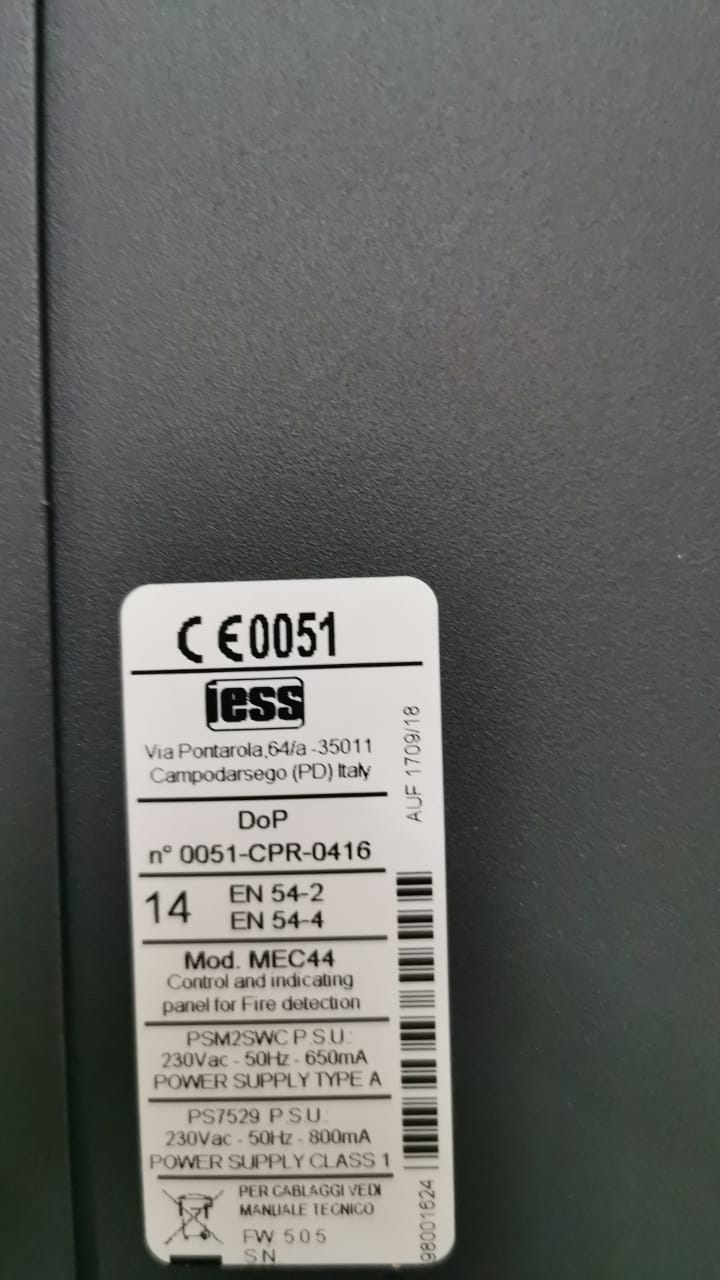 CE0051
iess
Via Pontarola,64/a -35011
Campodarsego (PD) Italy
DoP
n° 0051-CPR-0416
14
EN 54-2
EN 54-4
Mod. MEC44
Control and indicating
panel for Fire detection
PSM2SWC P.S.U.:
230Vac - 50Hz - 650mA
POWER SUPPLY TYPE A
PS7529 P.S.U.:
230Vac - 50Hz - 800mA
POWER SUPPLY CLASS 1
PER CABLAGGI VEDI
MANUALE TECNICO
FW 5.0.5
SN
AUF 1709/18
98001624